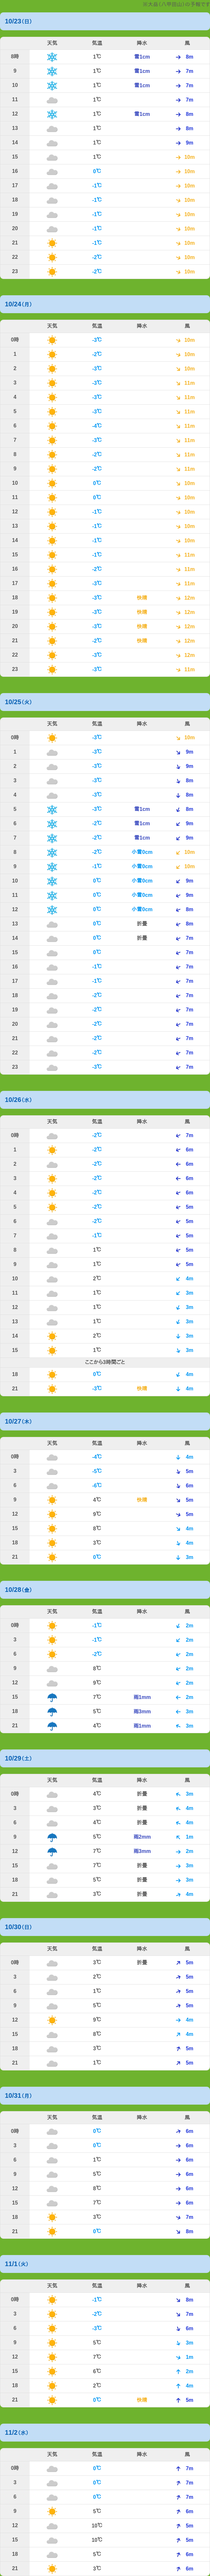 10/23(日)
天気 気温 降水 風
8時 1℃ 雪1cm 8m
9 1℃ 雪1cm 7m
10 1℃ 雪1cm 7m
11 1℃ 7m
12 1℃ 雪1cm 8m
13 1℃ 8m
14 1℃ 9m
15 1℃ 10m
16 0℃ 10m
17 -1℃ 10m
18 -1℃ 10m
19 -1℃ 10m
20 -1℃ 10m
21 -1℃ 10m
22 -2℃ 10m
23 -2℃ 10m
10/24(月)
天気 気温 降水 風
0時 -3℃ 10m
1 -2℃ 10m
2 -3℃ 10m
3 -3℃ 11m
4 -3℃ 11m
5 -3℃ 11m
6 -4℃ 11m
7 -3℃ 11m
8 -2℃ 11m
9 -2℃ 11m
10 0℃ 10m
11 0℃ 10m
12 -1℃ 10m
13 -1℃ 10m
14 -1℃ 10m
15 -1℃ 11m
16 -2℃ 11m
17 -3℃ 11m
18 -3℃ 快晴 12m
19 -3℃ 快晴 12m
20 -3℃ 快晴 12m
21 -2℃ 快晴 12m
22 -3℃ 12m
23 -3℃ 11m
10/25(火)
天気 気温 降水 風
0時 -3℃ 10m
1 -3℃ 9m
2 -3℃ 9m
3 -3℃ 8m
4 -3℃ 8m
5 -3℃ 雪1cm 8m
6 -2℃ 雪1cm 9m
7 -2℃ 雪1cm 9m
8 -2℃ 小雪0cm 10m
9 -1℃ 小雪0cm 10m
10 0℃ 小雪0cm 9m
11 0℃ 小雪0cm 9m
12 0℃ 小雪0cm 8m
13 0℃ 折畳 8m
14 0℃ 折畳 7m
15 0℃ 7m
16 -1℃ 7m
17 -1℃ 7m
18 -2℃ 7m
19 -2℃ 7m
20 -2℃ 7m
21 -2℃ 7m
22 -2℃ 7m
23 -3℃ 7m
10/26(水)
天気 気温 降水 風
0時 -2℃ 7m
1 -2℃ 6m
2 -2℃ 6m
3 -2℃ 6m
4 -2℃ 6m
5 -2℃ 5m
6 -2℃ 5m
7 -1℃ 5m
8 1℃ 5m
9 1℃ 5m
10 2℃ 4m
11 1℃ 3m
12 1℃ 3m
13 1℃ 3m
14 2℃ 3m
15 1℃ 3m
ここから3時間ごと
18 0℃ 4m
21 -3℃ 快晴 4m
10/27(木)
天気 気温 降水 風
0時 -4℃ 4m
3 -5℃ 5m
6 -6℃ 6m
9 4℃ 快晴 5m
12 9℃ 5m
15 8℃ 4m
18 3℃ 4m
21 0℃ 3m
10/28(金)
天気 気温 降水 風
0時 -1℃ 2m
3 -1℃ 2m
6 -2℃ 2m
9 8℃ 2m
12 9℃ 2m
15 7℃ 雨1mm 2m
18 5℃ 雨3mm 3m
21 4℃ 雨1mm 3m
10/29(土)
天気 気温 降水 風
0時 4℃ 折畳 3m
3 3℃ 折畳 4m
6 4℃ 折畳 4m
9 5℃ 雨2mm 1m
12 7℃ 雨3mm 2m
15 7℃ 折畳 3m
18 5℃ 折畳 3m
21 3℃ 折畳 4m
10/30(日)
天気 気温 降水 風
0時 3℃ 折畳 5m
3 2℃ 5m
6 1℃ 5m
9 5℃ 5m
12 9℃ 4m
15 8℃ 4m
18 3℃ 5m
21 1℃ 5m
10/31(月)
天気 気温 降水 風
0時 0℃ 6m
3 0℃ 6m
6 1℃ 6m
9 5℃ 6m
12 8℃ 6m
15 7℃ 6m
18 3℃ 7m
21 0℃ 8m
11/1(火)
天気 気温 降水 風
0時 -1℃ 8m
3 -2℃ 7m
6 -3℃ 6m
9 5℃ 3m
12 7℃ 1m
15 6℃ 2m
18 2℃ 4m
21 0℃ 快晴 5m
11/2(水)
天気 気温 降水 風
0時 0℃ 7m
3 0℃ 7m
6 0℃ 7m
9 5℃ 6m
12 10℃ 5m
15 10℃ 5m
18 5℃ 6m
21 3℃ 6m